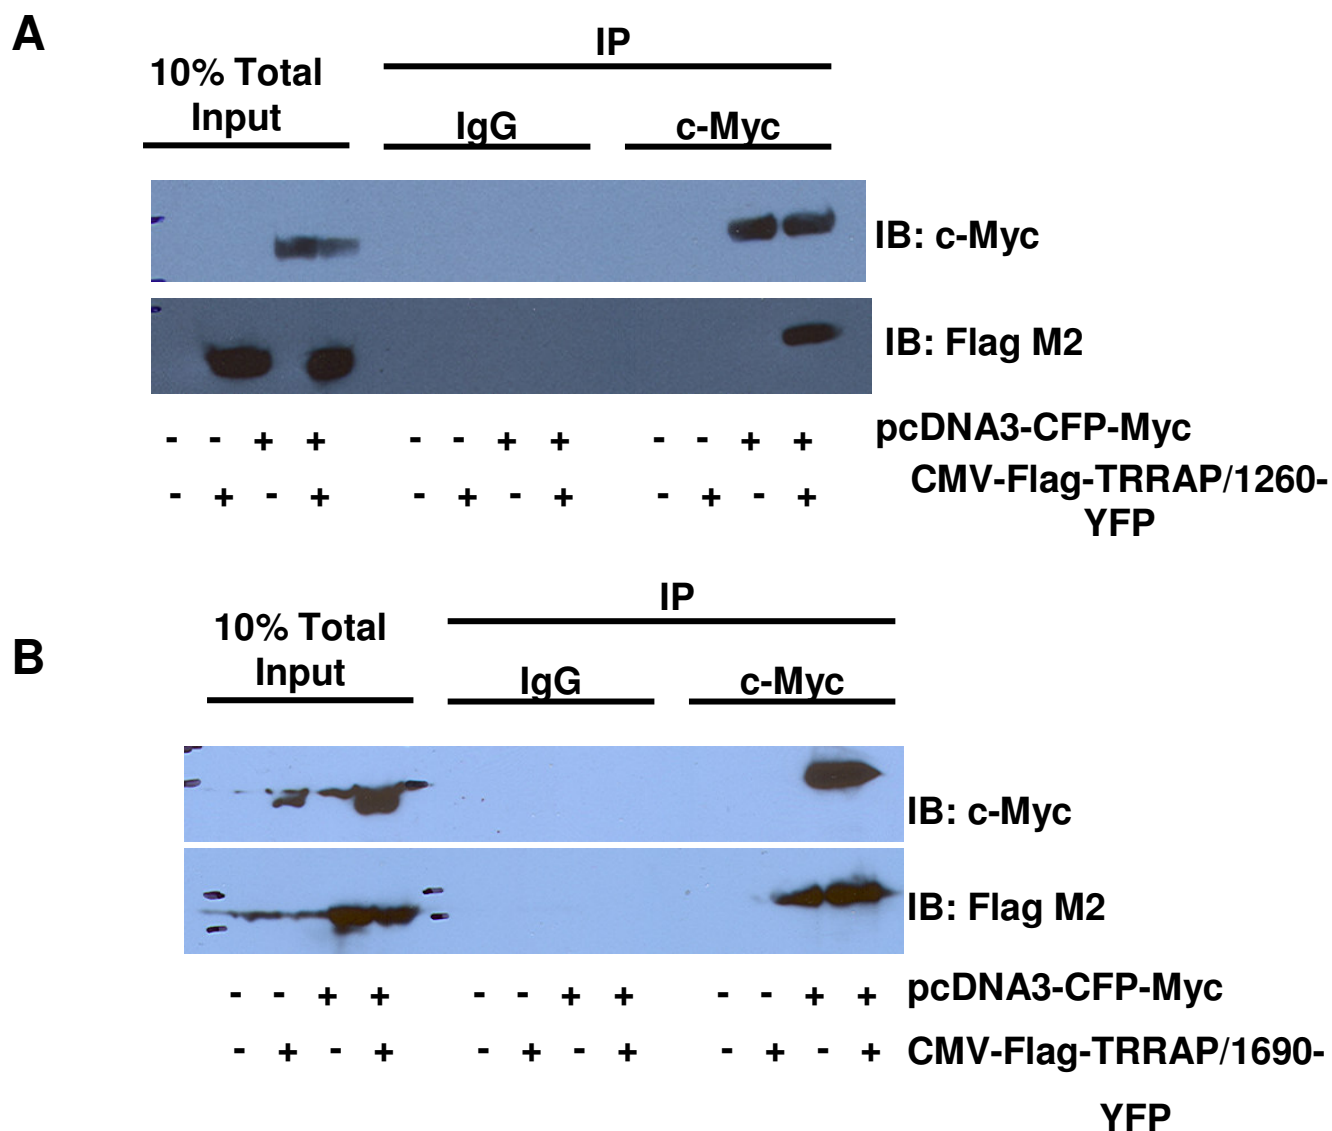 A
10% Total
Input
IP
IgG
c-Myc
IB: c-Myc
IB: Flag M2
- - + + - - + + - - + + pcDNA3-CFP-Myc
- + - + - + - + - + - + CMV-Flag-TRRAP/1260-
YFP
B
10% Total
Input
IP
IgG
c-Myc
IB: c-Myc
IB: Flag M2
- - + + - - + + - - + + pcDNA3-CFP-Myc
- + - + - + - + - + - + CMV-Flag-TRRAP/1690-
YFP